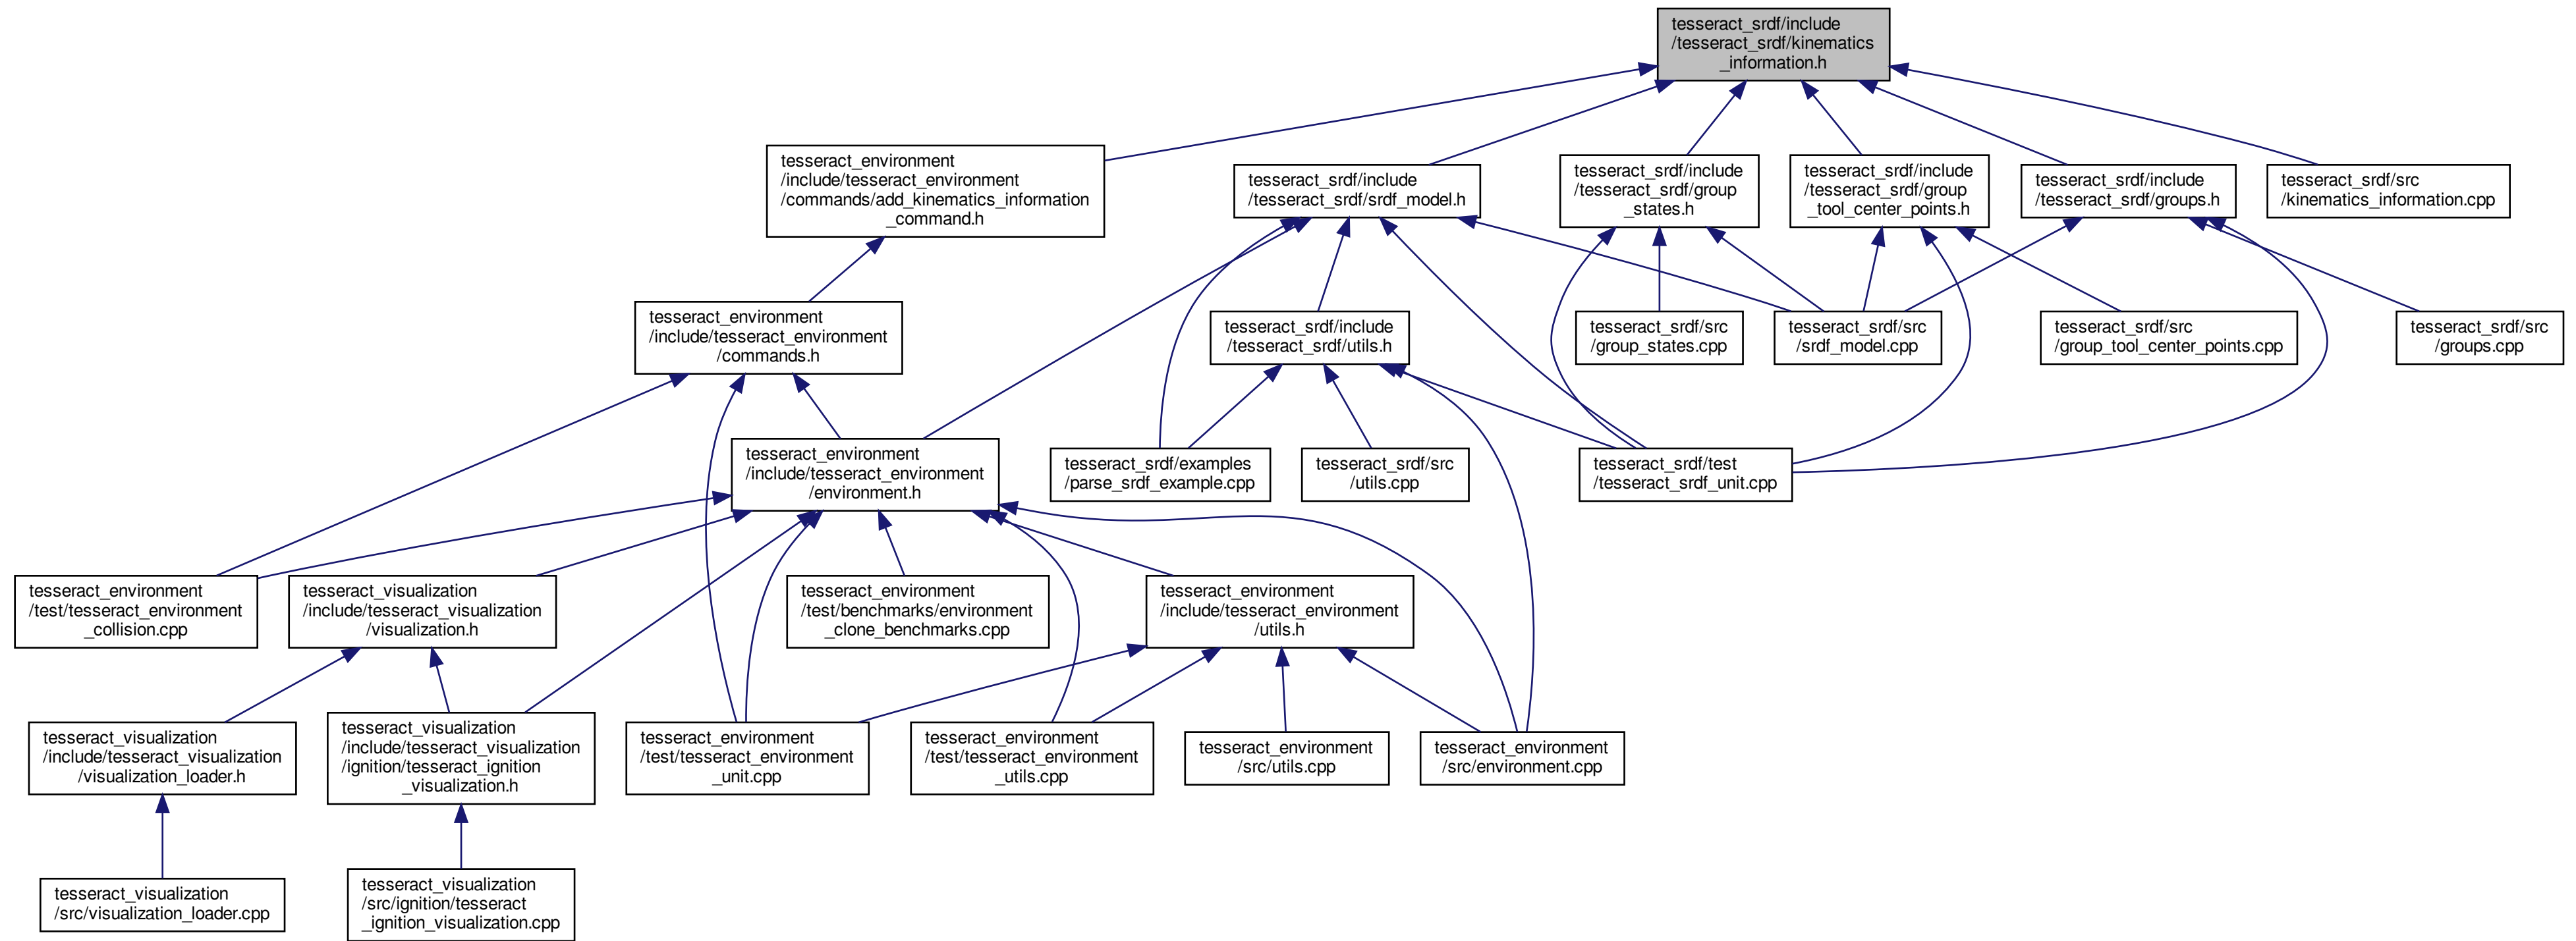 tesseract_srdf/include
/tesseract_srdf/kinematics
_information.h
tesseract_environment
/include/tesseract_environment
/commands/add_kinematics_information
_command.h
tesseract_srdf/include
/tesseract_srdf/srdf_model.h
tesseract_srdf/include
/tesseract_srdf/group
_states.h
tesseract_srdf/include
/tesseract_srdf/group
_tool_center_points.h
tesseract_srdf/include
/tesseract_srdf/groups.h
tesseract_srdf/src
/kinematics_information.cpp
tesseract_environment
/include/tesseract_environment
/commands.h
tesseract_srdf/include
/tesseract_srdf/utils.h
tesseract_srdf/src
/group_states.cpp
tesseract_srdf/src
/srdf_model.cpp
tesseract_srdf/src
/group_tool_center_points.cpp
tesseract_srdf/src
/groups.cpp
tesseract_environment
/include/tesseract_environment
/environment.h
tesseract_srdf/examples
/parse_srdf_example.cpp
tesseract_srdf/src
/utils.cpp
tesseract_srdf/test
/tesseract_srdf_unit.cpp
tesseract_environment
/test/tesseract_environment
_collision.cpp
tesseract_visualization
/include/tesseract_visualization
/visualization.h
tesseract_environment
/test/benchmarks/environment
_clone_benchmarks.cpp
tesseract_environment
/include/tesseract_environment
/utils.h
tesseract_visualization
/include/tesseract_visualization
/visualization_loader.h
tesseract_visualization
/include/tesseract_visualization
/ignition/tesseract_ignition
_visualization.h
tesseract_environment
/test/tesseract_environment
_unit.cpp
tesseract_environment
/test/tesseract_environment
_utils.cpp
tesseract_environment
/src/utils.cpp
tesseract_environment
/src/environment.cpp
tesseract_visualization
/src/visualization_loader.cpp
tesseract_visualization
/src/ignition/tesseract
_ignition_visualization.cpp